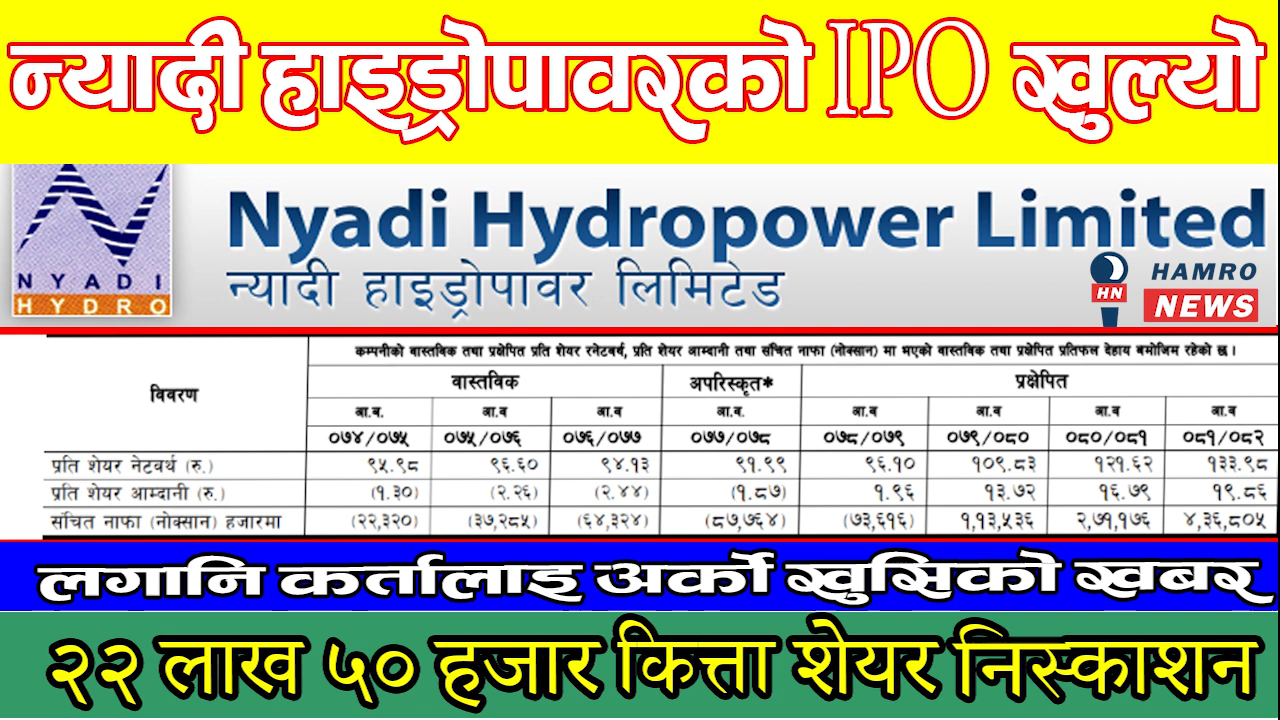 न्यादी हाइड्रोपावरको IPO खुल्यो
NYADI
HYDRO
Nyadi Hydropower Limited
न्यादी हाइड्रोपावर लिमिटेड
HN
HAMRO
NEWS
कम्पनीको वास्तविक तथा प्रक्षेपित प्रति शेयर रनेटवर्थ, प्रति शेयर आम्दानी तथा संचित नाफा (नोक्सान) मा भएको वास्तविक तथा प्रक्षेपित प्रतिफल देहाय बमोजिम रहेको छ।
विवरण वास्तविक अपरिस्कृत* प्रक्षेपित
आ.ब. आ.ब आ.ब आ.ब. आ.ब आ.ब आ.ब आ.ब
०७४/०७५ ०७५/०७६ ०७६/०७७ ०७७/०७८ ०७८/०७९ ०७९/०८० ०८०/०८१ ०८१/०८२
प्रति शेयर नेटवर्थ (रु.) ९५.९८ ९६.६० ९४.१३ ९१.९९ ९६.१० १०९.८३ १२१.६२ १३३.९८
प्रति शेयर आम्दानी (रु.) (१.३०) (२.२६) (२.४४) (१.८७) १.९६ १३.७२ १६.७९ १९.८६
संचित नाफा (नोक्सान) हजारमा (२२,३२०) (३७,२८५) (६४,३२४) (८७,७६४) (७३,६१६) १,१३,५३६ २,७१,१७६ ४,३६,८०५
लगानि कर्तालाइ अर्को खुसिको खबर
२२ लाख ५० हजार कित्ता शेयर निस्काशन